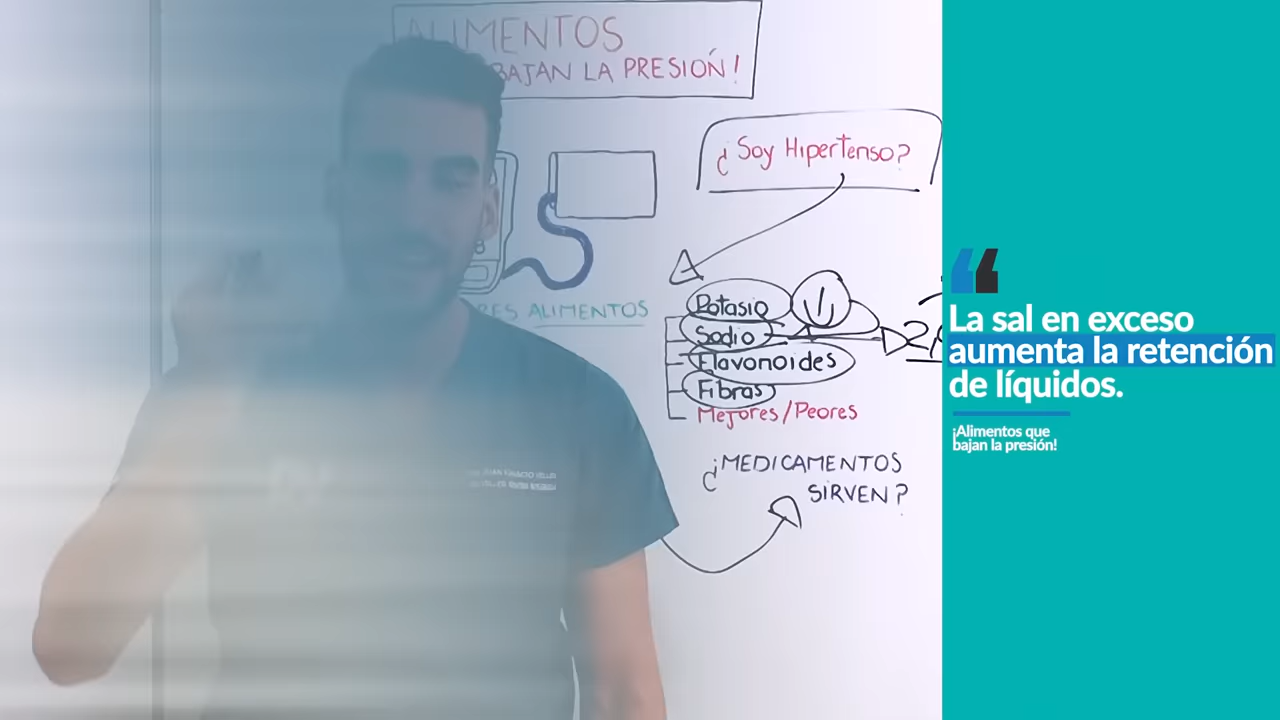 ALIMENTOS
BAJAN LA PRESIÓN!
¿Soy Hipertenso?
ALIMENTOS
Potasio
Sodio
Flavonoides
Fibras
Mejores/Peores
¿MEDICAMENTOS
SIRVEN?
La sal en exceso
aumenta la retención
de líquidos.
¡Alimentos que
bajan la presión!